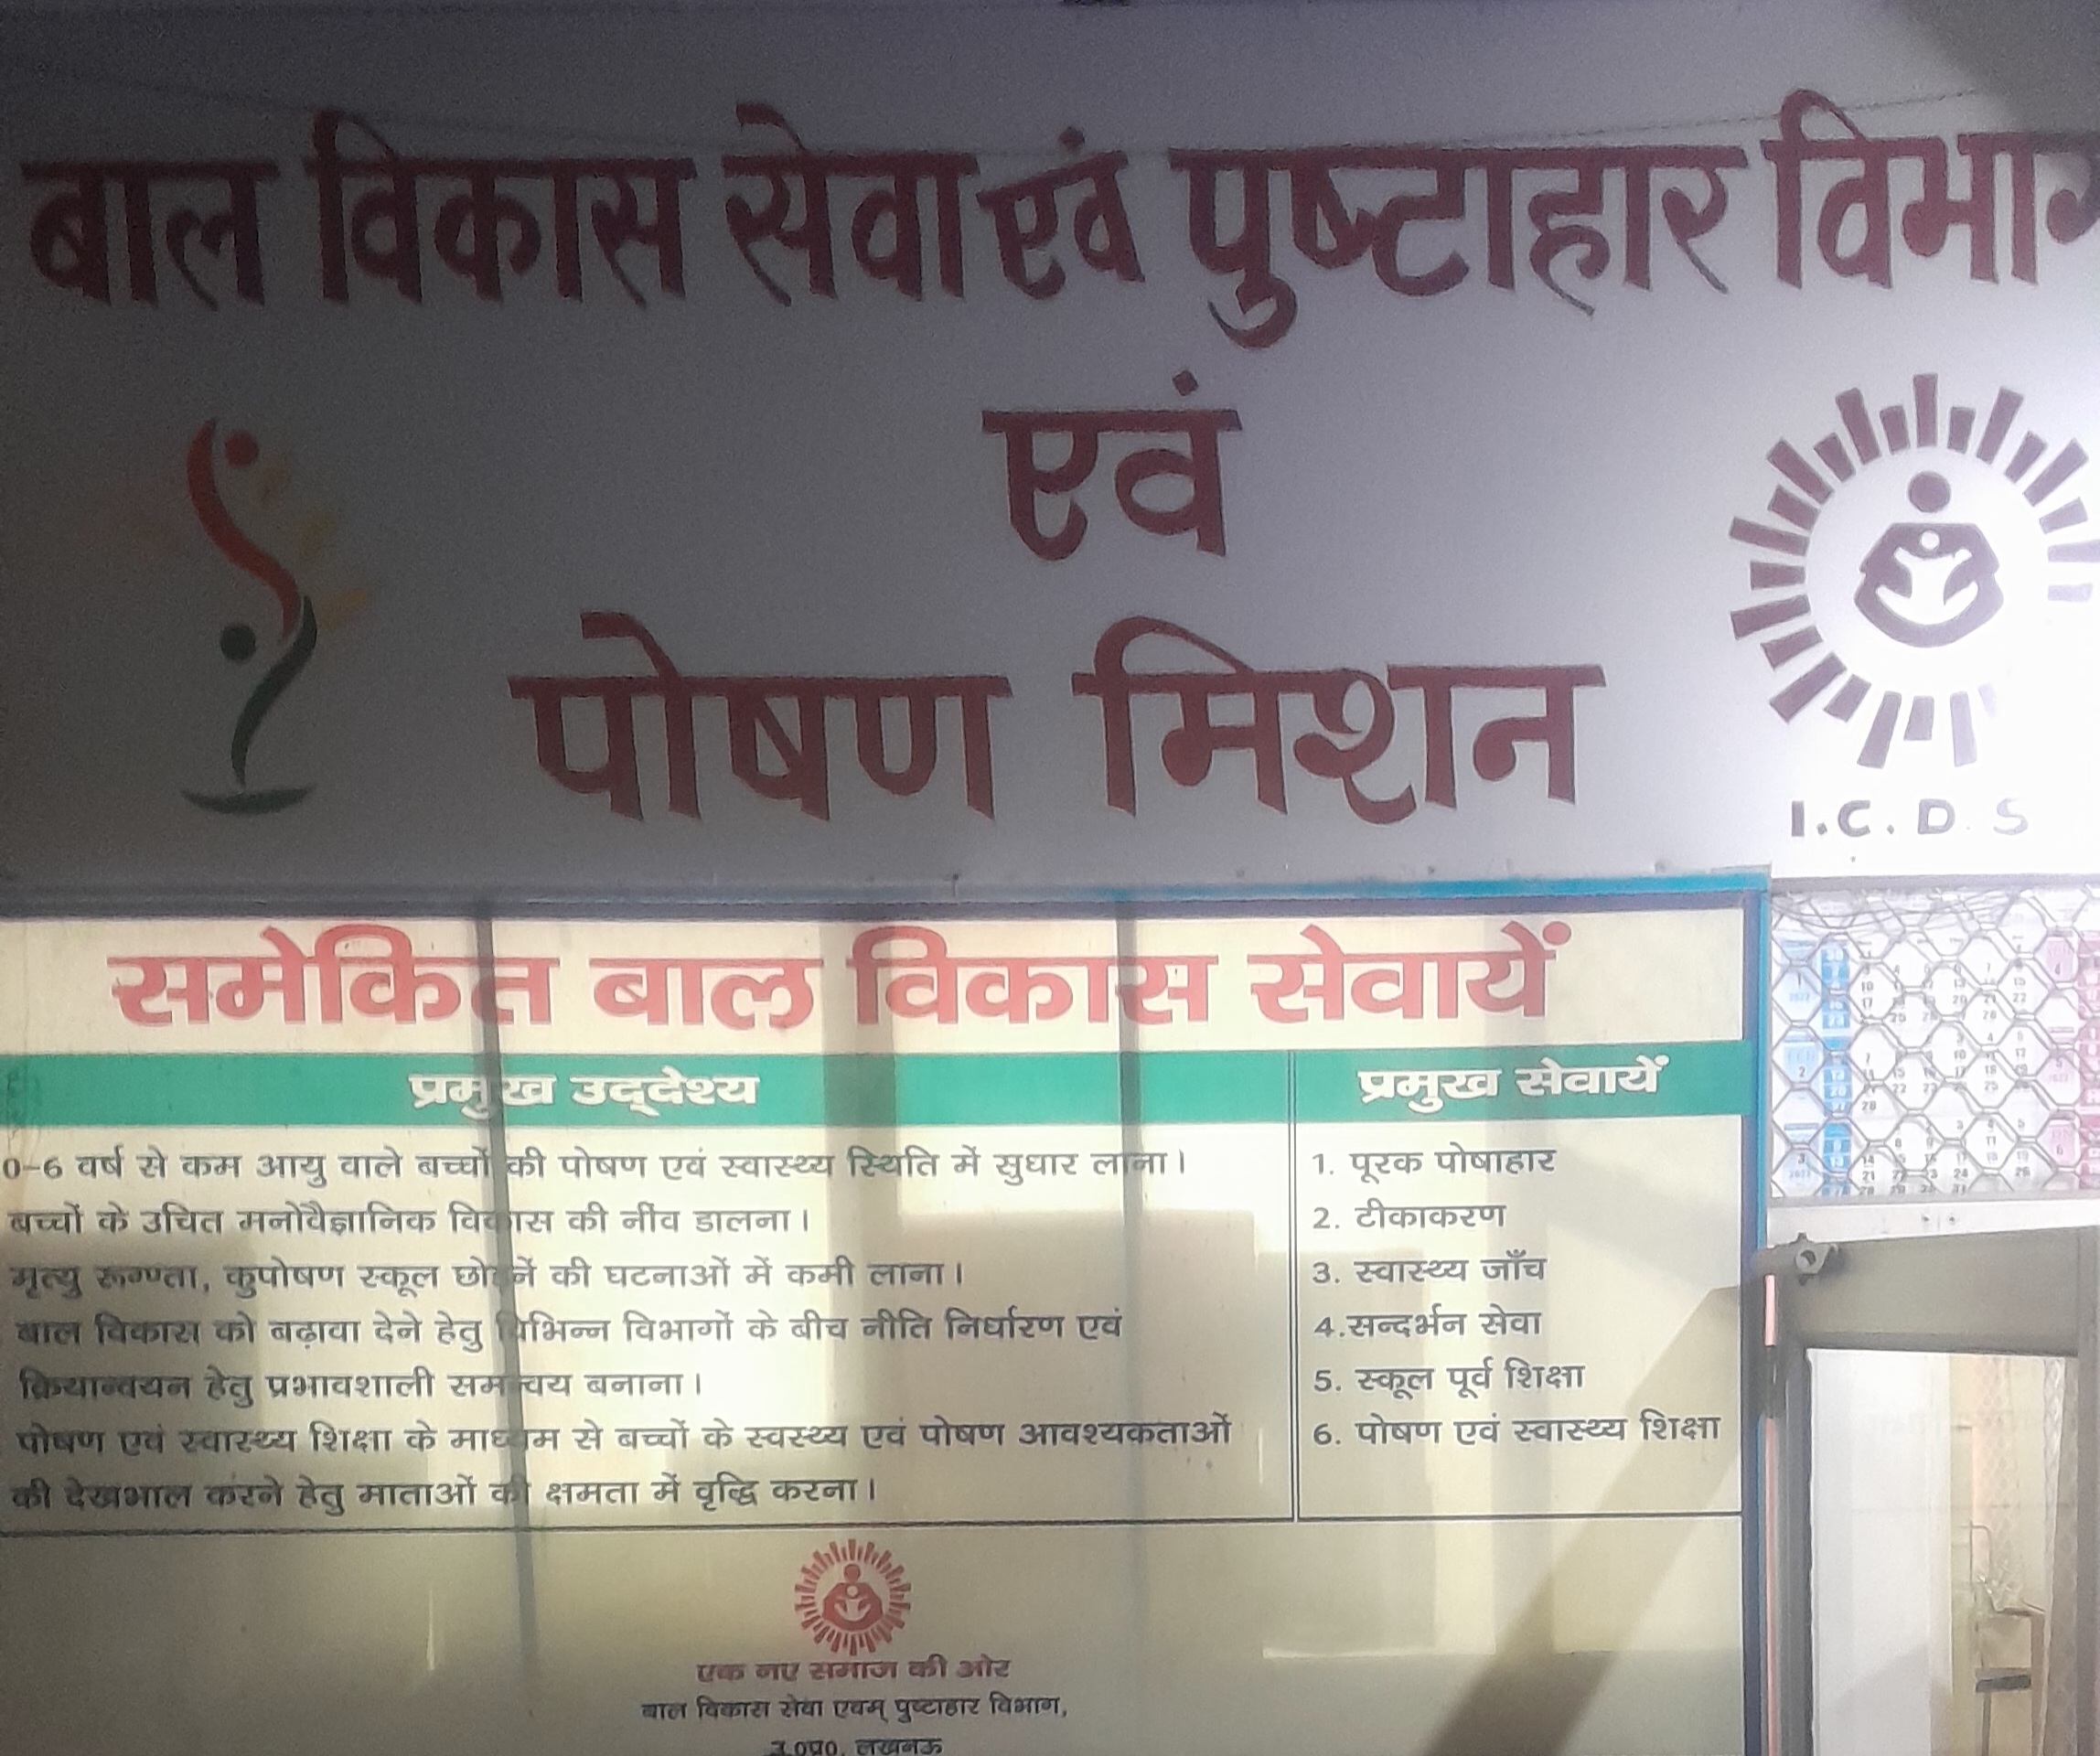 बाल विकास सेवा एवं पुष्टाहार विभाग
एवं
पोषण मिशन
I.C.D.S
समेकित बाल विकास सेवायें
प्रमुख उद्देश्य
0-6 वर्ष से कम आयु वाले बच्चों की पोषण एवं स्वास्थ्य स्थिति में सुधार लाना।
बच्चों के उचित मनोवैज्ञानिक विकास की नींव डालना।
मृत्यु रूग्णता, कुपोषण स्कूल छोड़नें की घटनाओं में कमी लाना।
बाल विकास को बढ़ावा देने हेतु विभिन्न विभागों के बीच नीति निर्धारण एवं
क्रियान्वयन हेतु प्रभावशाली समन्वय बनाना।
पोषण एवं स्वास्थ्य शिक्षा के माध्यम से बच्चों के स्वस्थ्य एवं पोषण आवश्यकताओं
की देखभाल करने हेतु माताओं की क्षमता में वृद्धि करना।
प्रमुख सेवायें
1. पूरक पोषाहार
2. टीकाकरण
3. स्वास्थ्य जाँच
4.सन्दर्भन सेवा
5. स्कूल पूर्व शिक्षा
6. पोषण एवं स्वास्थ्य शिक्षा
एक नए समाज की ओर
बाल विकास सेवा एवम् पुष्टाहार विभाग,
उ0प्र0, लखनऊ